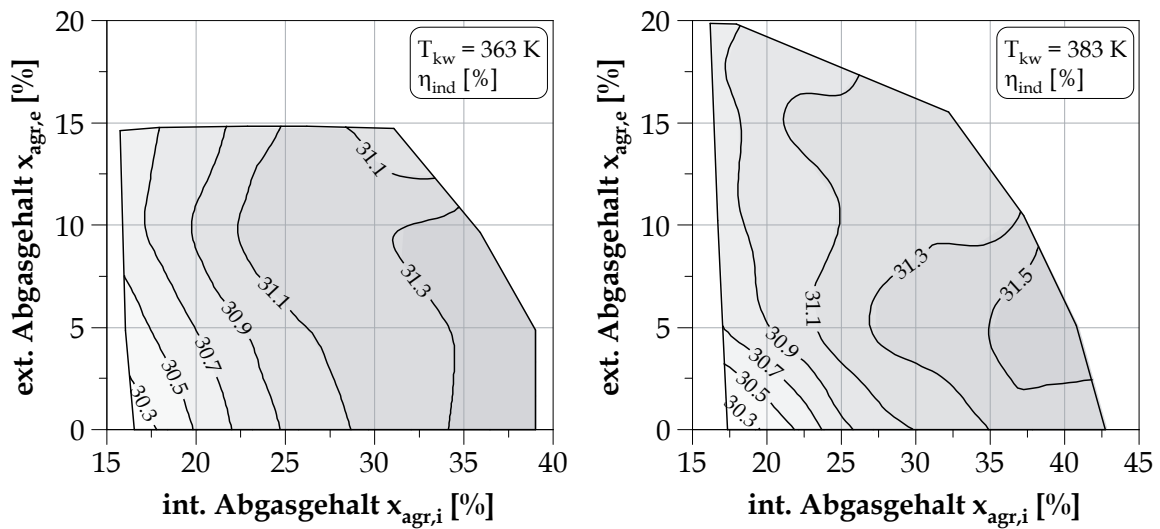 ext. Abgasgehalt x_agr,e [%]
20
15
10
5
0
T_kw = 363 K
η_ind [%]
31.1
31.3
31.1
30.9
30.7
30.5
30.3
15 20 25 30 35 40
int. Abgasgehalt x_agr,i [%]
ext. Abgasgehalt x_agr,e [%]
20
15
10
5
0
T_kw = 383 K
η_ind [%]
31.3
31.5
31.1
30.9
30.7
30.5
30.3
15 20 25 30 35 40 45
int. Abgasgehalt x_agr,i [%]